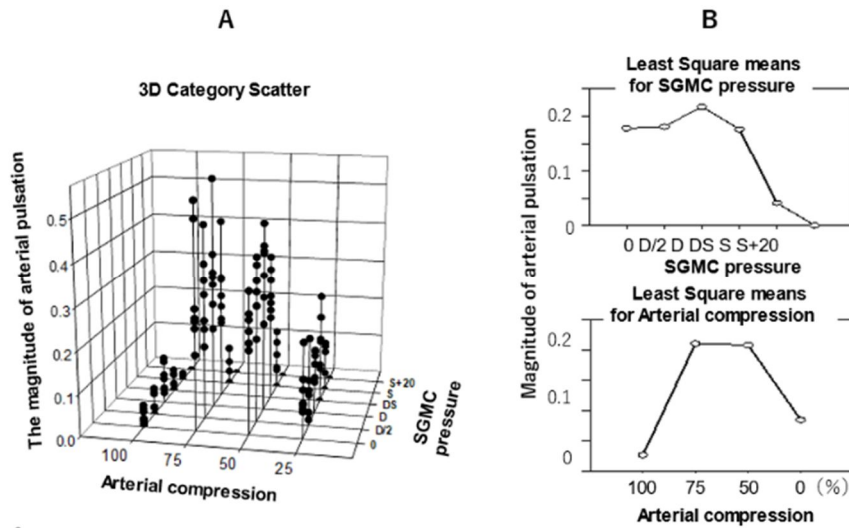 A
3D Category Scatter
The magnitude of arterial pulsation
0.5
0.4
0.3
0.2
0.1
0.0
100
75
50
25
Arterial compression
S+20
S
DS
D
D/2
0
SGMC
pressure
B
Least Square means
for SGMC pressure
Magnitude of arterial pulsation
0.2
0.1
0
0 D/2 D DS S S+20
SGMC pressure
Least Square means
for Arterial compression
0.2
0.1
0
100 75 50 0 (%)
Arterial compression